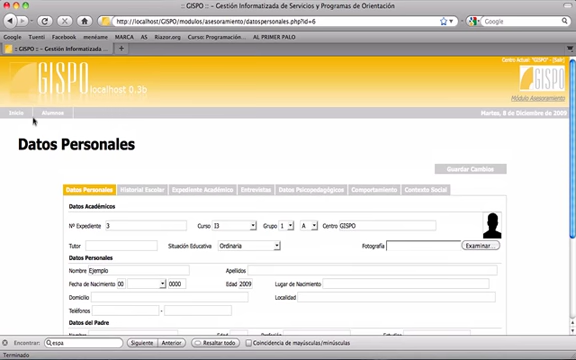 :: GISPO :: – Gestión Informatizada de Servicios y Programas de Orientación
http://localhost/GISPO/modulos/asesoramiento/datospersonales.php?id=6
Google
Google Tuenti Facebook menéame MARCA AS Riazor.org Curso: Programación... AL PRIMER PALO
:: GISPO :: – Gestión Informatizada ...
Centro Actual: "GISPO" - [Salir]
GISPO localhost 0.3b
GISPO
Módulo Asesoramiento
Inicio Alumnos Martes, 8 de Diciembre de 2009
Datos Personales
Guardar Cambios
Datos Personales Historial Escolar Expediente Académico Entrevistas Datos Psicopedagógicos Comportamiento Contexto Social
Datos Académicos
Nº Expediente 3 Curso I3 Grupo 1 A Centro GISPO
Tutor Situación Educativa Ordinaria Fotografía Examinar...
Datos Personales
Nombre Ejemplo Apellidos
Fecha de Nacimiento 00 0000 Edad 2009 Lugar de Nacimiento
Domicilio Localidad
Teléfonos -
Datos del Padre
Nombre Edad Profesión Estudios
Encontrar: espa Siguiente Anterior Resaltar todo Coincidencia de mayúsculas/minúsculas
Terminado